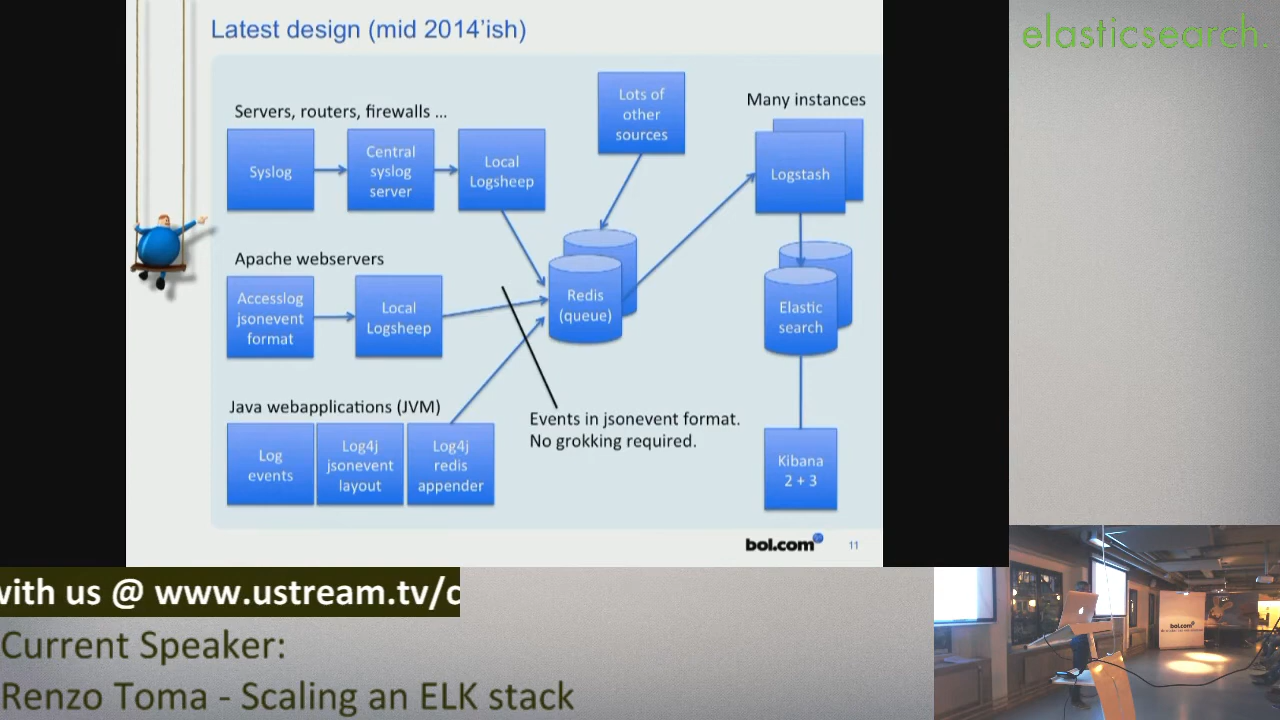 Latest design (mid 2014'ish)
elasticsearch.
Servers, routers, firewalls ...
Syslog
Central
syslog
server
Local
Logsheep
Lots of
other
sources
Many instances
Logstash
Apache webservers
Accesslog
jsonevent
format
Local
Logsheep
Redis
(queue)
Elastic
search
Java webapplications (JVM)
Log
events
Log4j
jsonevent
layout
Log4j
redis
appender
Events in jsonevent format.
No grokking required.
Kibana
2 + 3
bol.com
11
with us @ www.ustream.tv/c
Current Speaker:
Renzo Toma - Scaling an ELK stack
bol.com